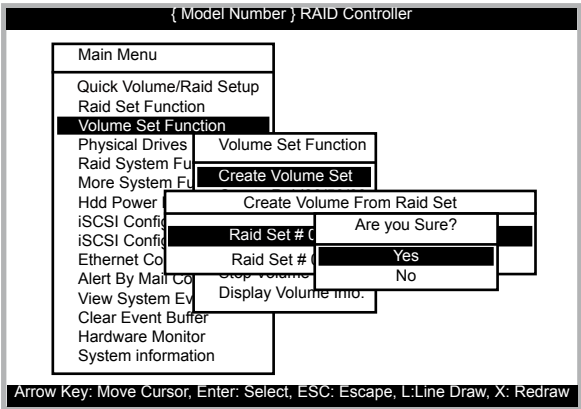 { Model Number } RAID Controller
Main Menu
Quick Volume/Raid Setup
Raid Set Function
Volume Set Function
Physical Drives
Raid System Fu
More System Fu
Hdd Power
iSCSI Config
iSCSI Config
Ethernet Co
Alert By Mail Co
View System Ev
Clear Event Buffer
Hardware Monitor
System information
Volume Set Function
Create Volume Set
Stop Volume
Display Volume Info.
Create Volume From Raid Set
Raid Set # 0
Raid Set # 0
Are you Sure?
Yes
No
Arrow Key: Move Cursor, Enter: Select, ESC: Escape, L:Line Draw, X: Redraw